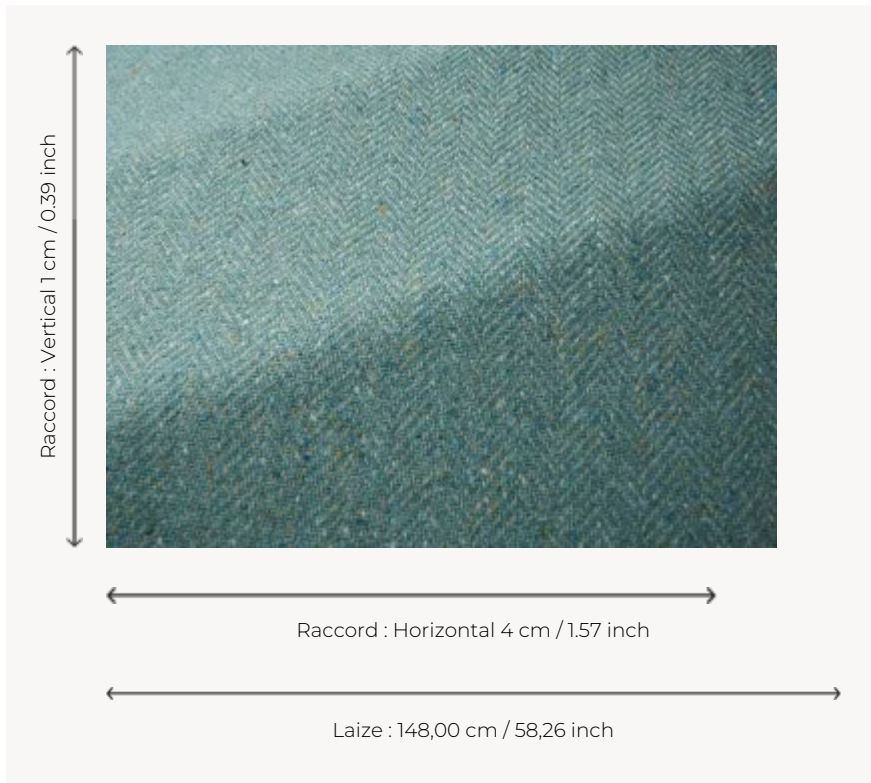 Raccord : Vertical 1 cm / 0.39 inch
Raccord : Horizontal 4 cm / 1.57 inch
Laize : 148,00 cm / 58,26 inch